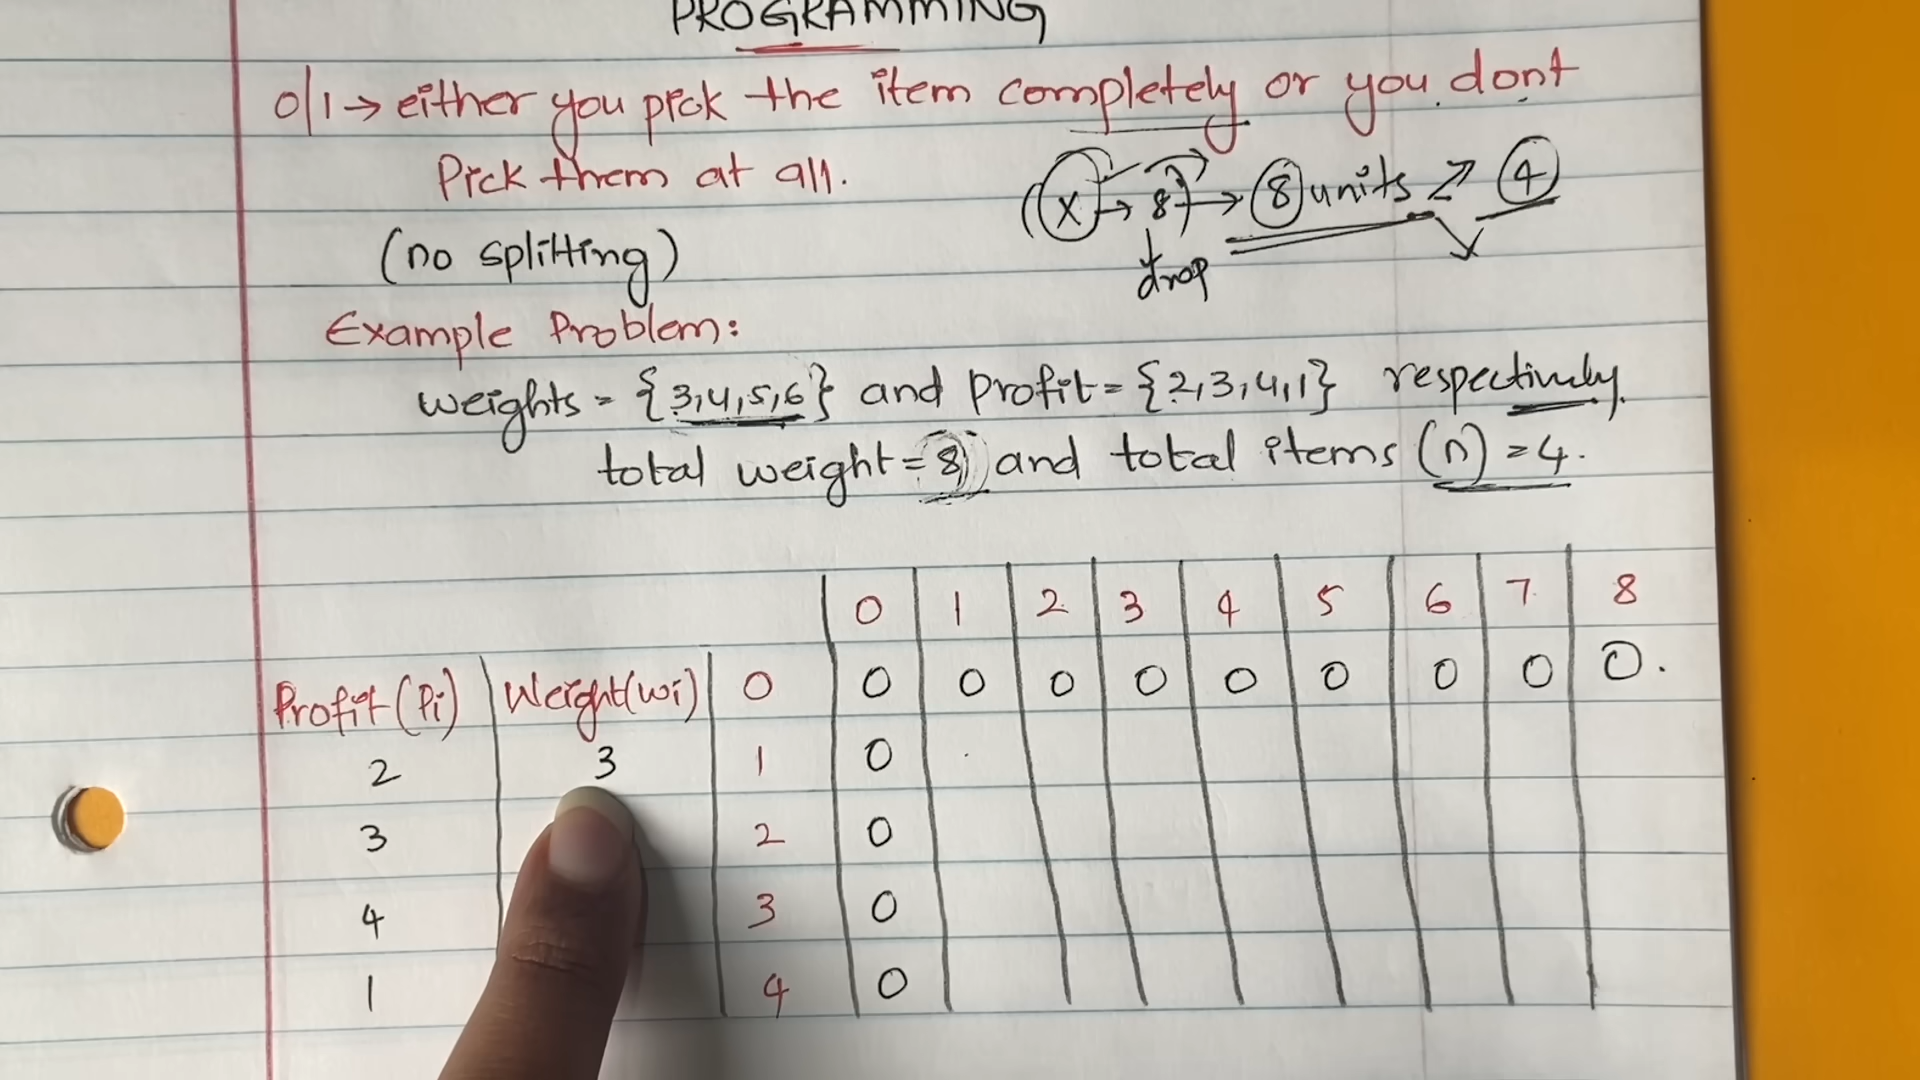 PROGRAMMING
0/1 → either you pick the item completely or you dont
Pick them at all.
(x → 8) → 8 units ≥ 4
drop
(no splitting)
Example Problem:
weights = {3,4,5,6} and Profit = {2,3,4,1} respectively.
total weight = 8 and total items (n) = 4.
0 1 2 3 4 5 6 7 8
Profit (Pi) Weight (wi) 0 0 0 0 0 0 0 0 0 0.
2 3 1 0
3 2 0
4 3 0
1 4 0